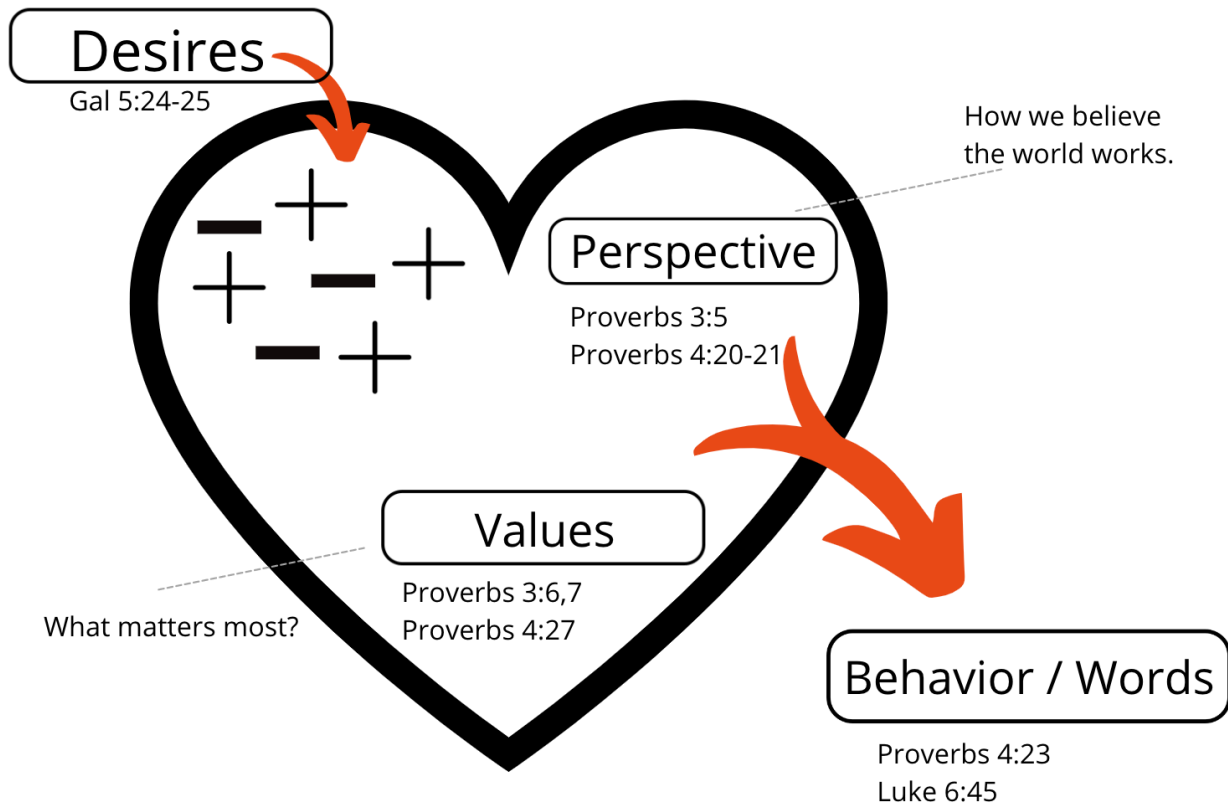 Desires
Gal 5:24-25
How we believe
the world works.
Perspective
Proverbs 3:5
Proverbs 4:20-21
Values
Proverbs 3:6,7
Proverbs 4:27
What matters most?
Behavior / Words
Proverbs 4:23
Luke 6:45